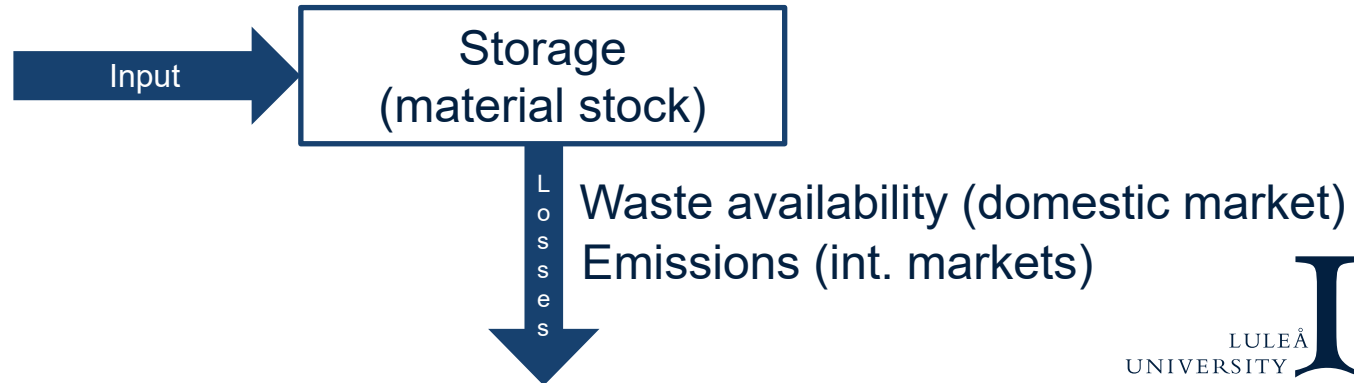 Input
Storage
(material stock)
Losses
Waste availability (domestic market)
Emissions (int. markets)
LULEÅ
UNIVERSITY